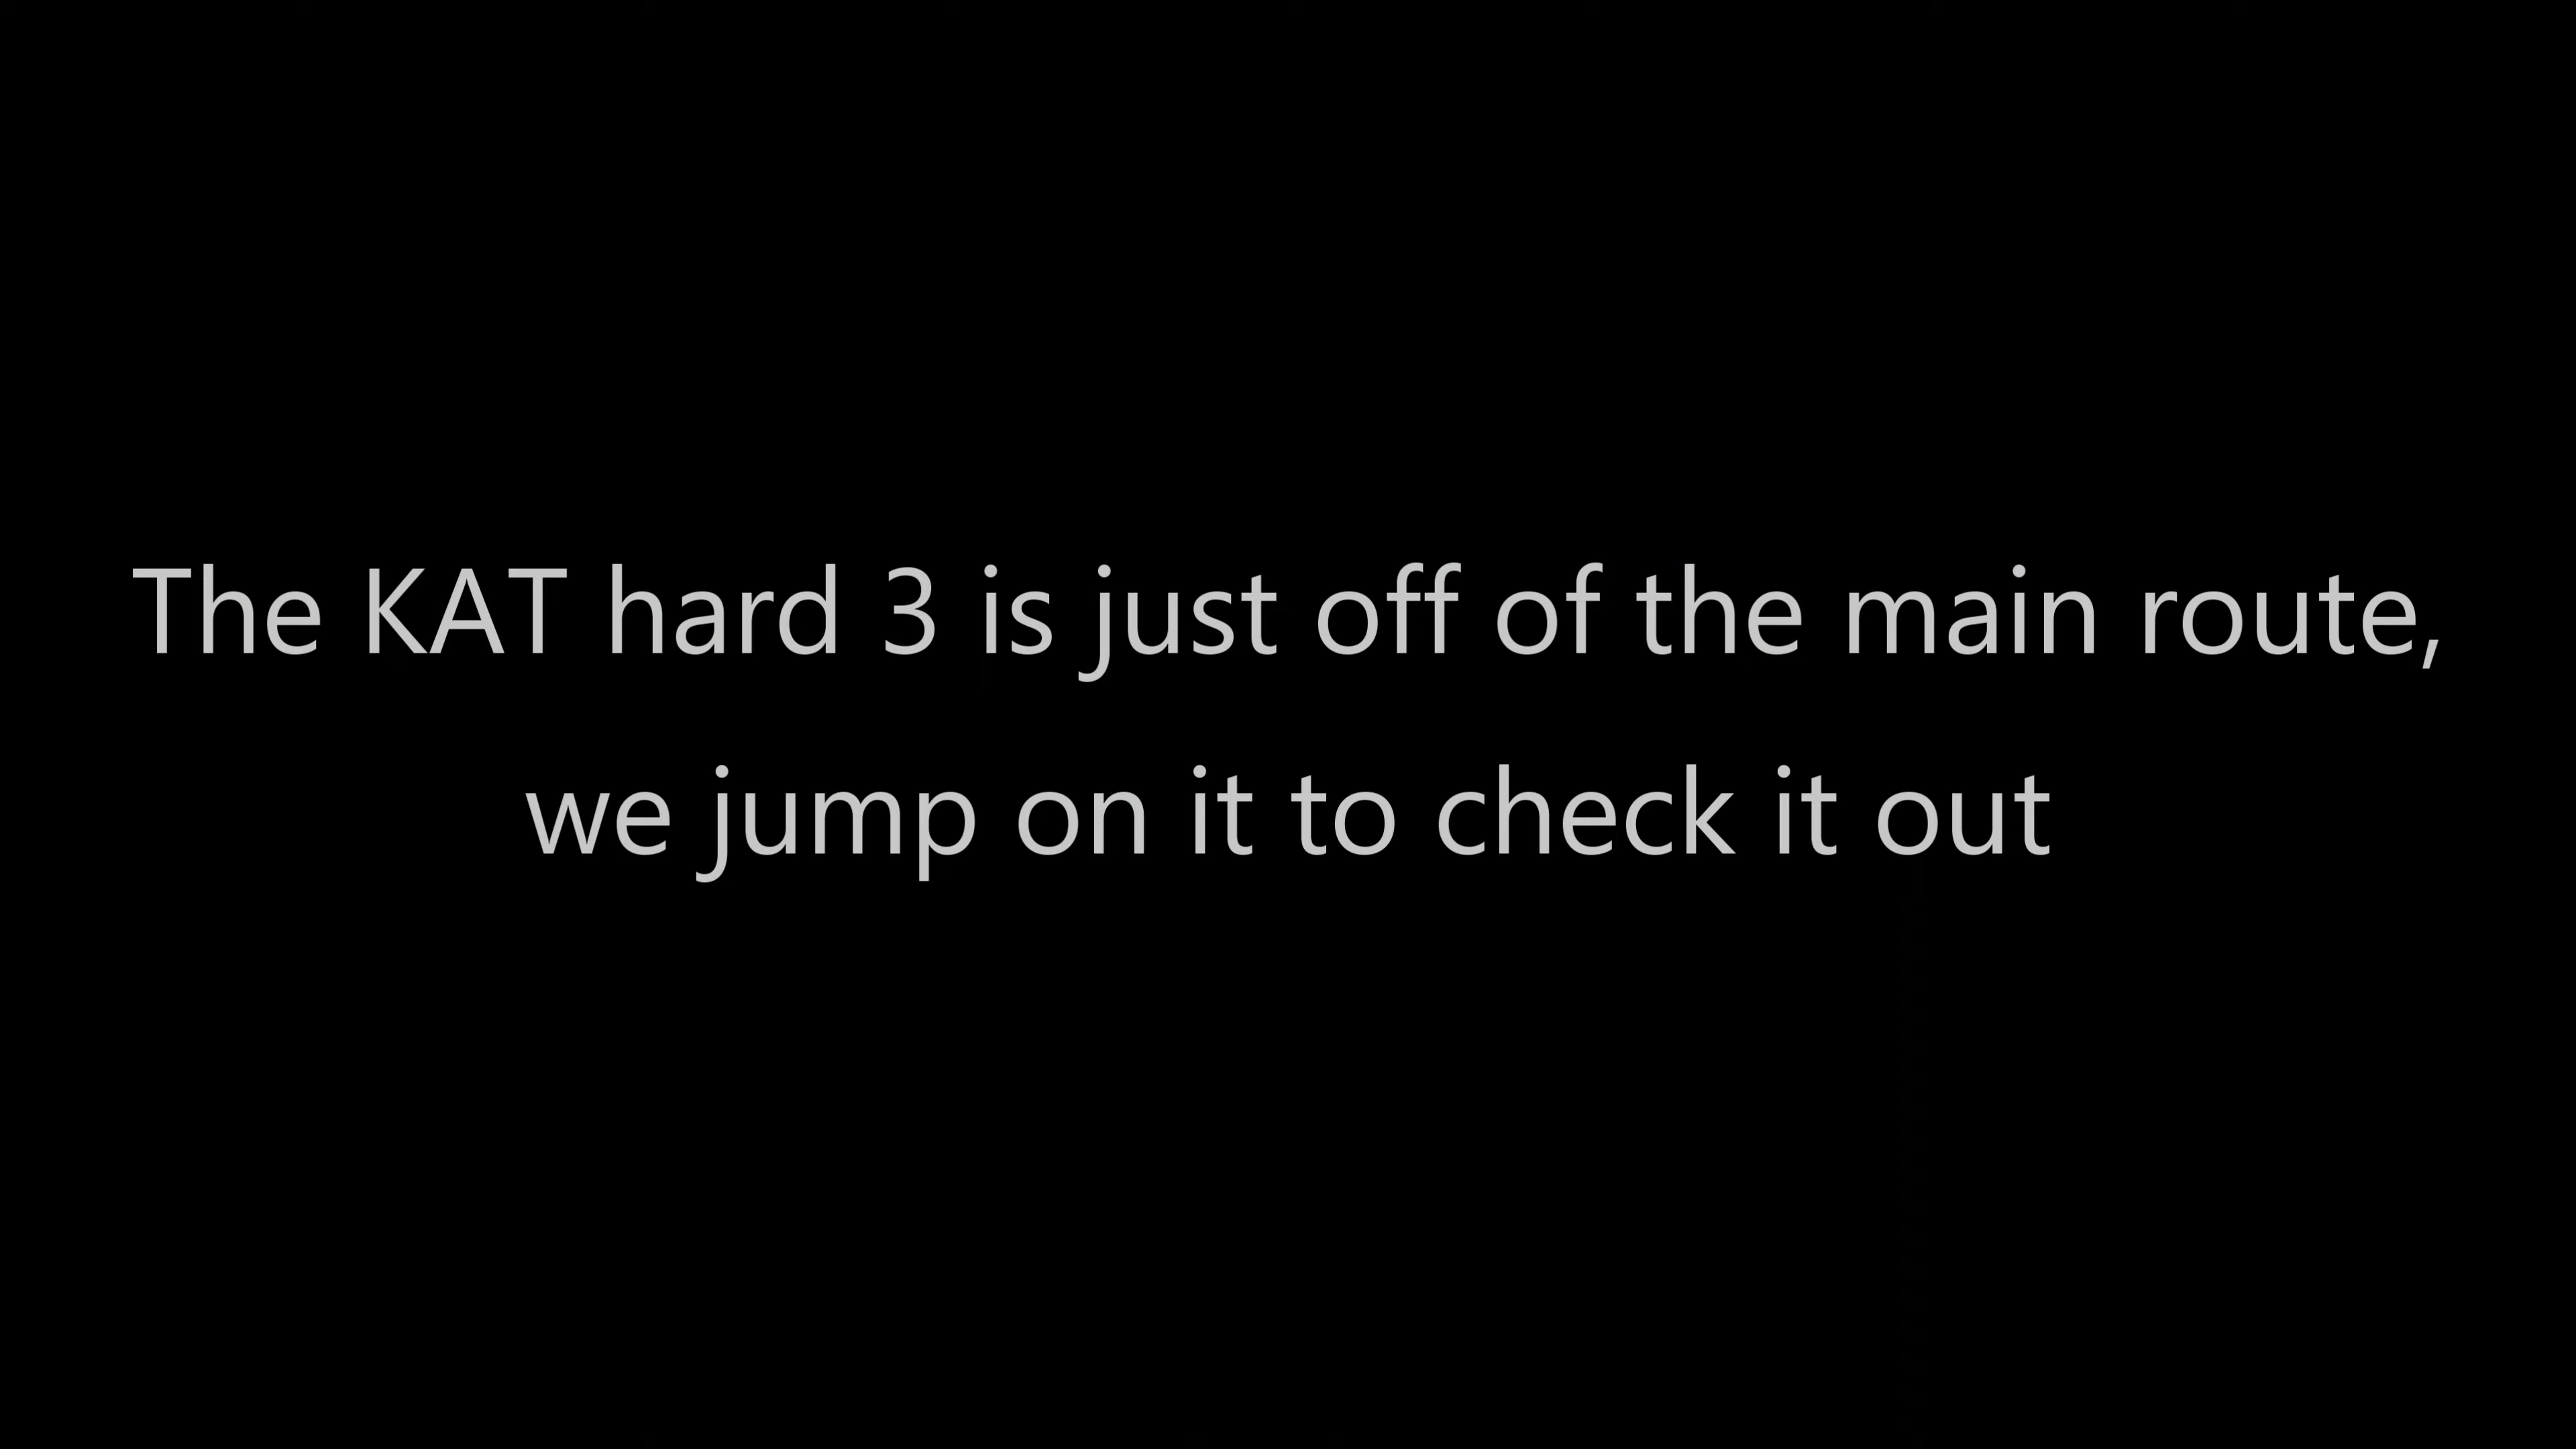 The KAT hard 3 is just off of the main route,
we jump on it to check it out